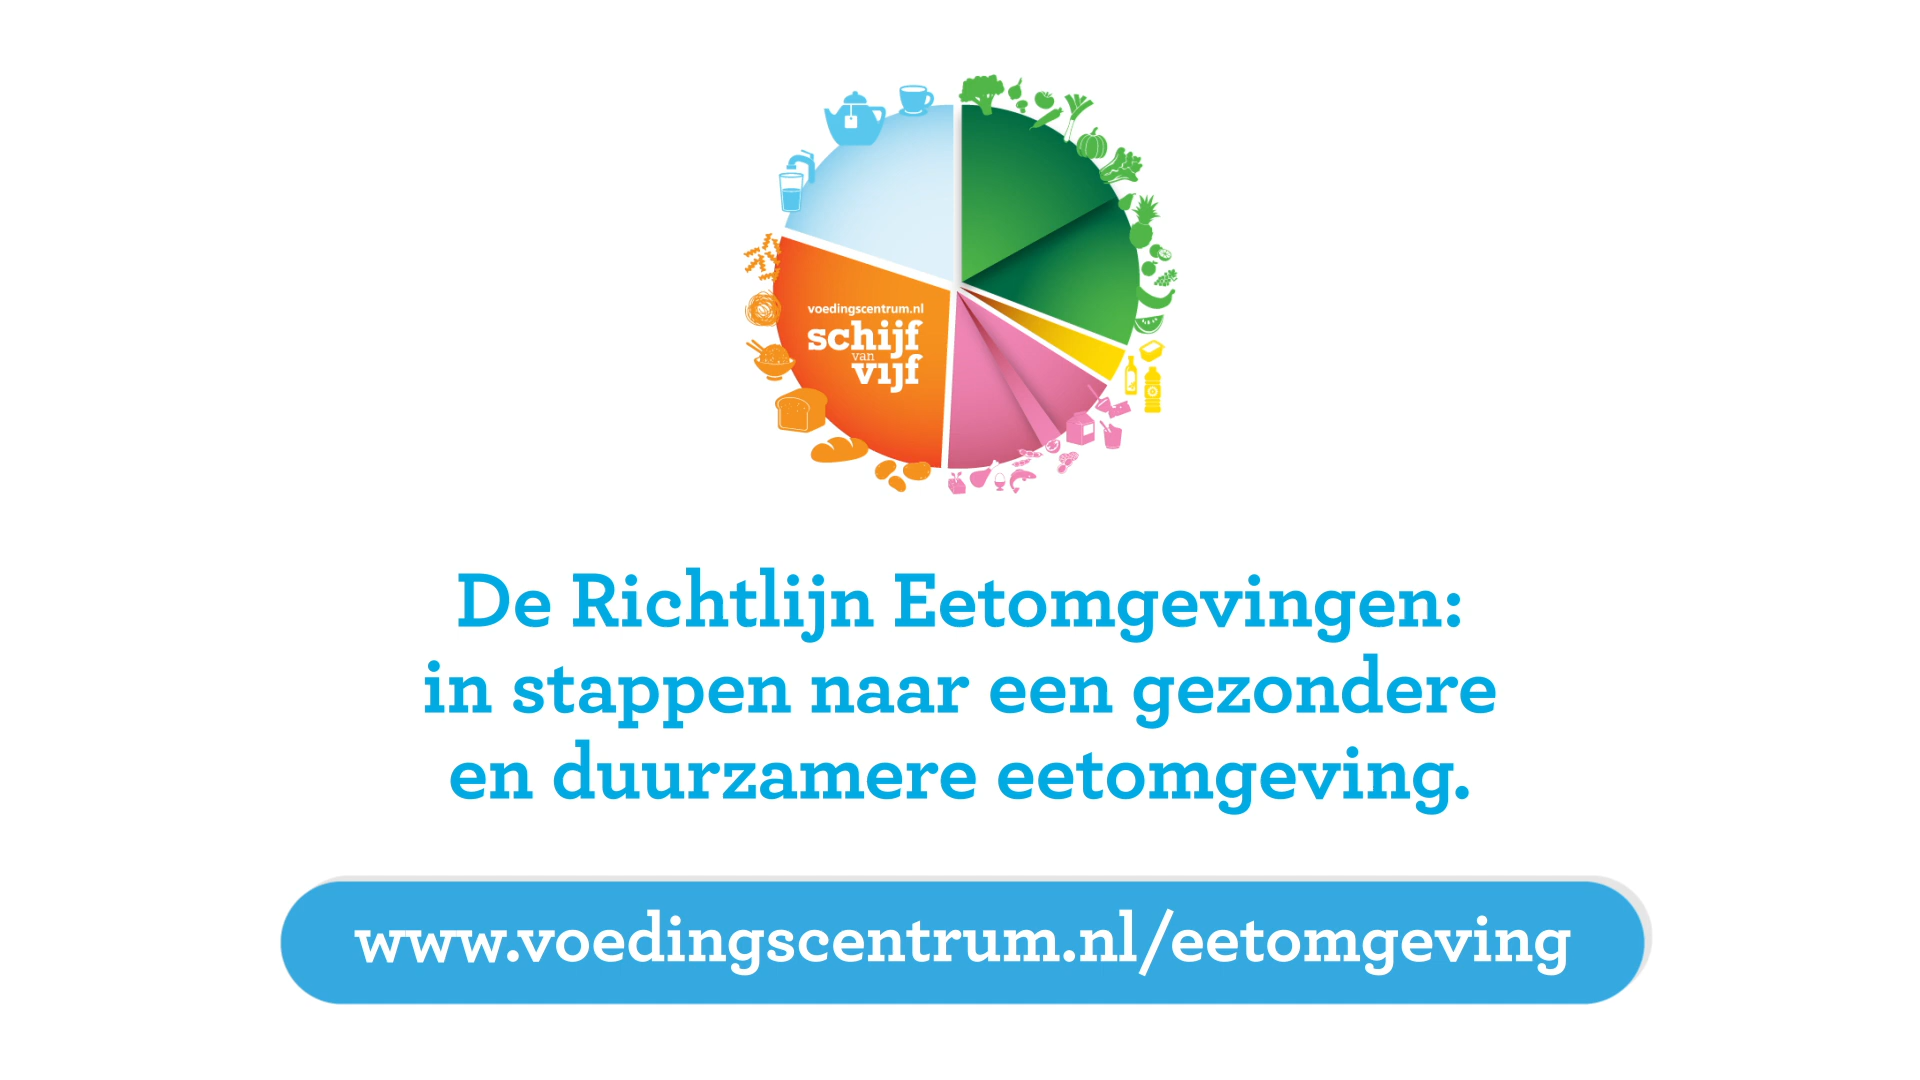 voedingscentrum.nl
schijf
van
vijf
De Richtlijn Eetomgevingen:
in stappen naar een gezondere
en duurzamere eetomgeving.
www.voedingscentrum.nl/eetomgeving